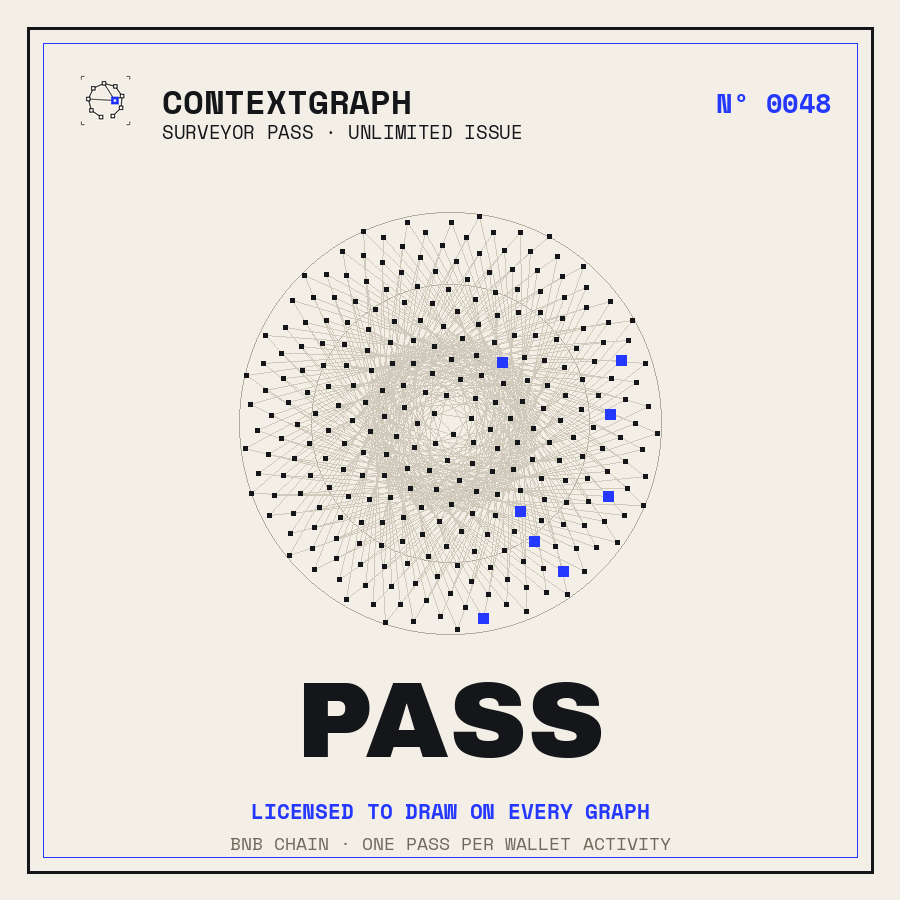 CONTEXTGRAPH
N° 0048
SURVEYOR PASS · UNLIMITED ISSUE
PASS
LICENSED TO DRAW ON EVERY GRAPH
BNB CHAIN · ONE PASS PER WALLET ACTIVITY